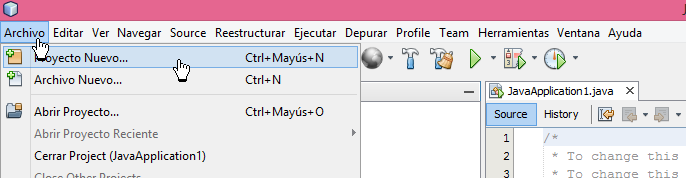 J
Archivo Editar Ver Navegar Source Reestructurar Ejecutar Depurar Profile Team Herramientas Ventana Ayuda
Proyecto Nuevo... Ctrl+Mayús+N
Archivo Nuevo... Ctrl+N
Abrir Proyecto... Ctrl+Mayús+O
Abrir Proyecto Reciente
Cerrar Project (JavaApplication1)
Close Other Projects
JavaApplication1.java
Source History
1 /*
2 * To change this
3 * To change this